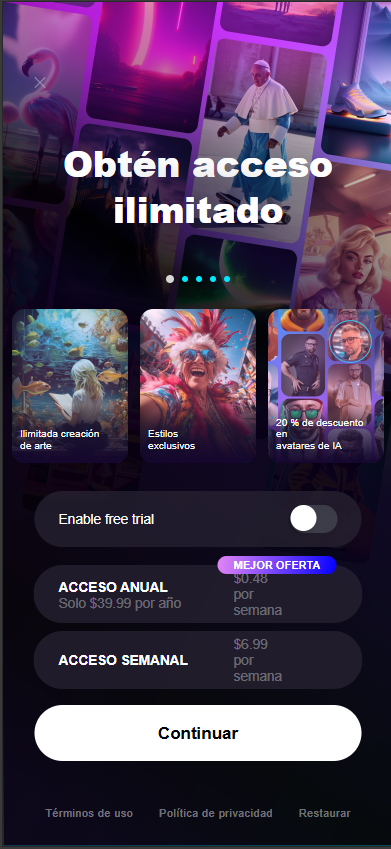 Obtén acceso
ilimitado
Ilimitada creación
de arte
Estilos
exclusivos
20 % de descuento
en
avatares de IA
Enable free trial
MEJOR OFERTA
ACCESO ANUAL
Solo $39.99 por año
$0.48
por
semana
ACCESO SEMANAL
$6.99
por
semana
Continuar
Términos de uso
Política de privacidad
Restaurar